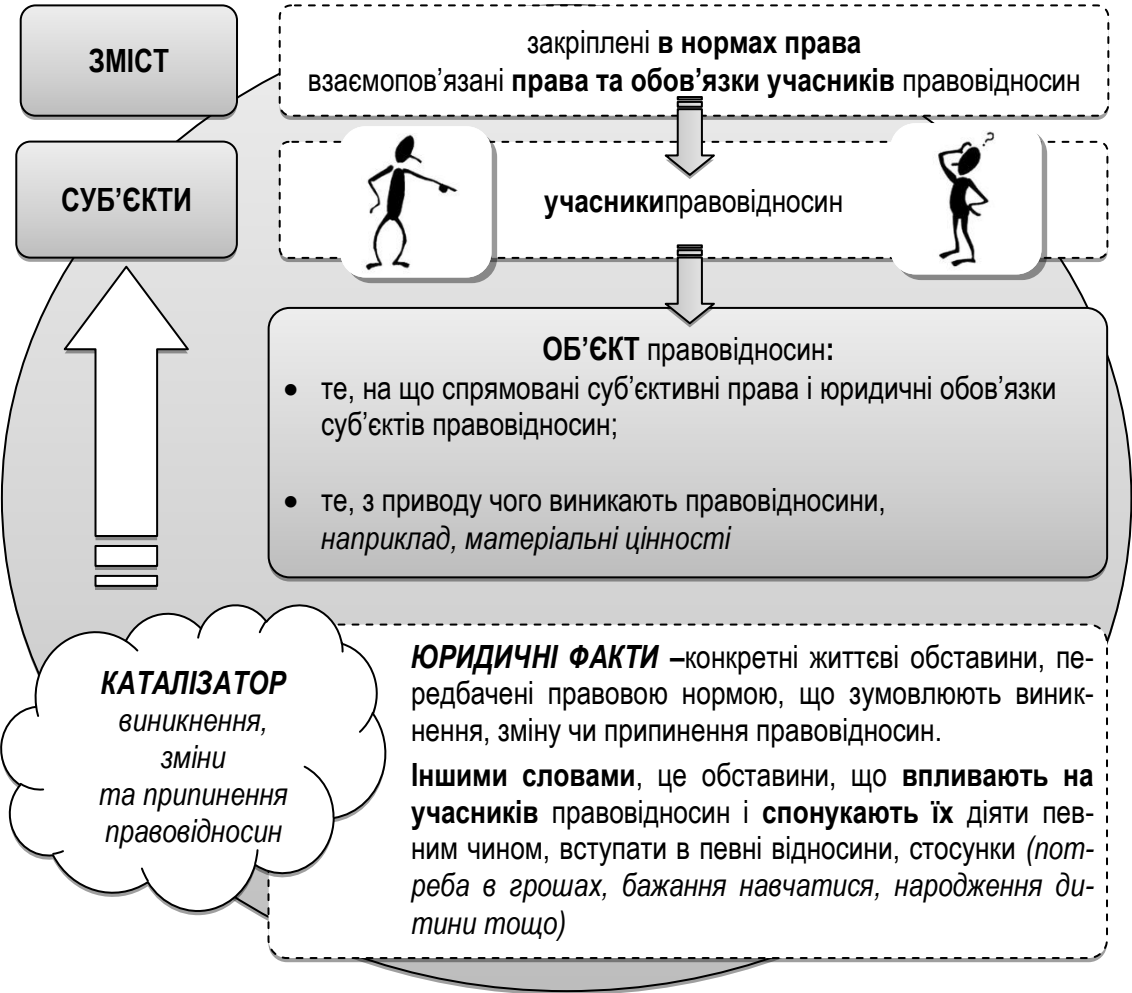 ЗМІСТ
закріплені в нормах права
взаємопов’язані права та обов’язки учасників правовідносин
СУБ’ЄКТИ
учасникиправовідносин
?
ОБ’ЄКТ правовідносин:
• те, на що спрямовані суб’єктивні права і юридичні обов’язки
суб’єктів правовідносин;
• те, з приводу чого виникають правовідносини,
наприклад, матеріальні цінності
КАТАЛІЗАТОР
виникнення,
зміни
та припинення
правовідносин
ЮРИДИЧНІ ФАКТИ –конкретні життєві обставини, пе-
редбачені правовою нормою, що зумовлюють виник-
нення, зміну чи припинення правовідносин.
Іншими словами, це обставини, що впливають на
учасників правовідносин і спонукають їх діяти пев-
ним чином, вступати в певні відносини, стосунки (пот-
реба в грошах, бажання навчатися, народження ди-
тини тощо)